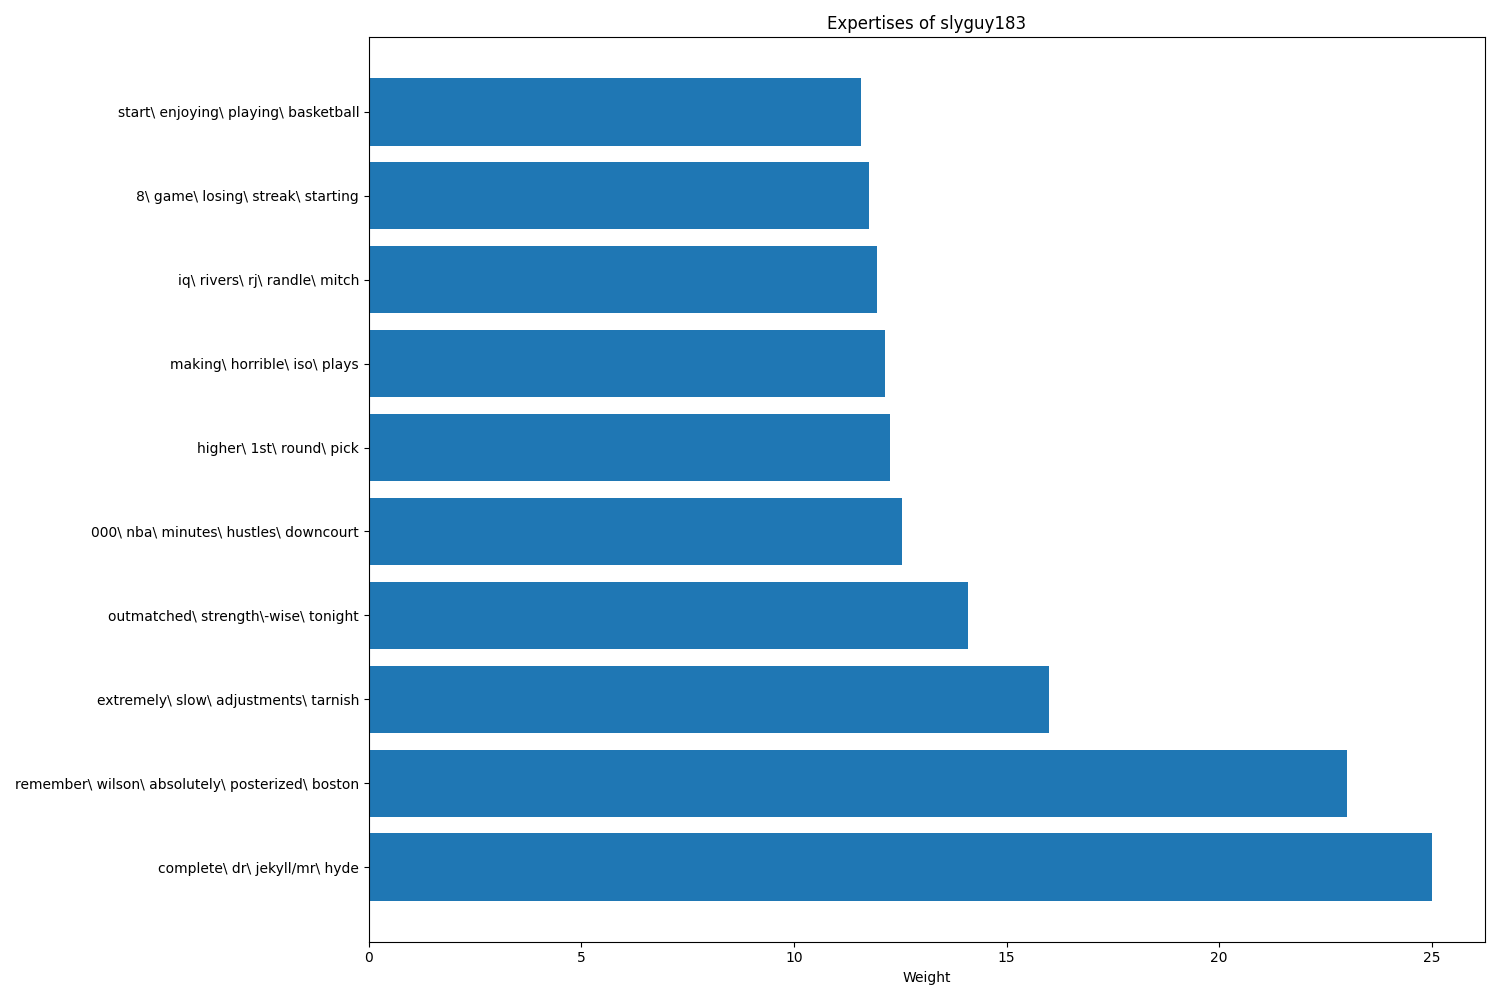 Expertises of slyguy183
start\ enjoying\ playing\ basketball
8\ game\ losing\ streak\ starting
iq\ rivers\ rj\ randle\ mitch
making\ horrible\ iso\ plays
higher\ 1st\ round\ pick
000\ nba\ minutes\ hustles\ downcourt
outmatched\ strength\-wise\ tonight
extremely\ slow\ adjustments\ tarnish
remember\ wilson\ absolutely\ posterized\ boston
complete\ dr\ jekyll/mr\ hyde
0 5 10 15 20 25
Weight